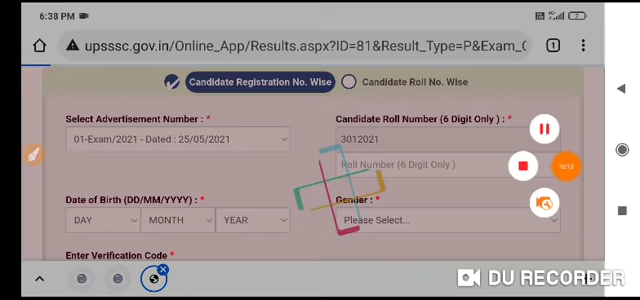 6:38 PM
upsssc.gov.in/Online_App/Results.aspx?ID=81&Result_Type=P&Exam_
1
Candidate Registration No. Wise Candidate Roll No. Wise
Select Advertisement Number : *
01-Exam/2021 - Dated : 25/05/2021
Candidate Roll Number (6 Digit Only) : *
3012021
Roll Number (6 Digit Only )
Date of Birth (DD/MM/YYYY) : *
DAY MONTH YEAR
Gender : *
Please Select...
Enter Verification Code *
DU RECORDER